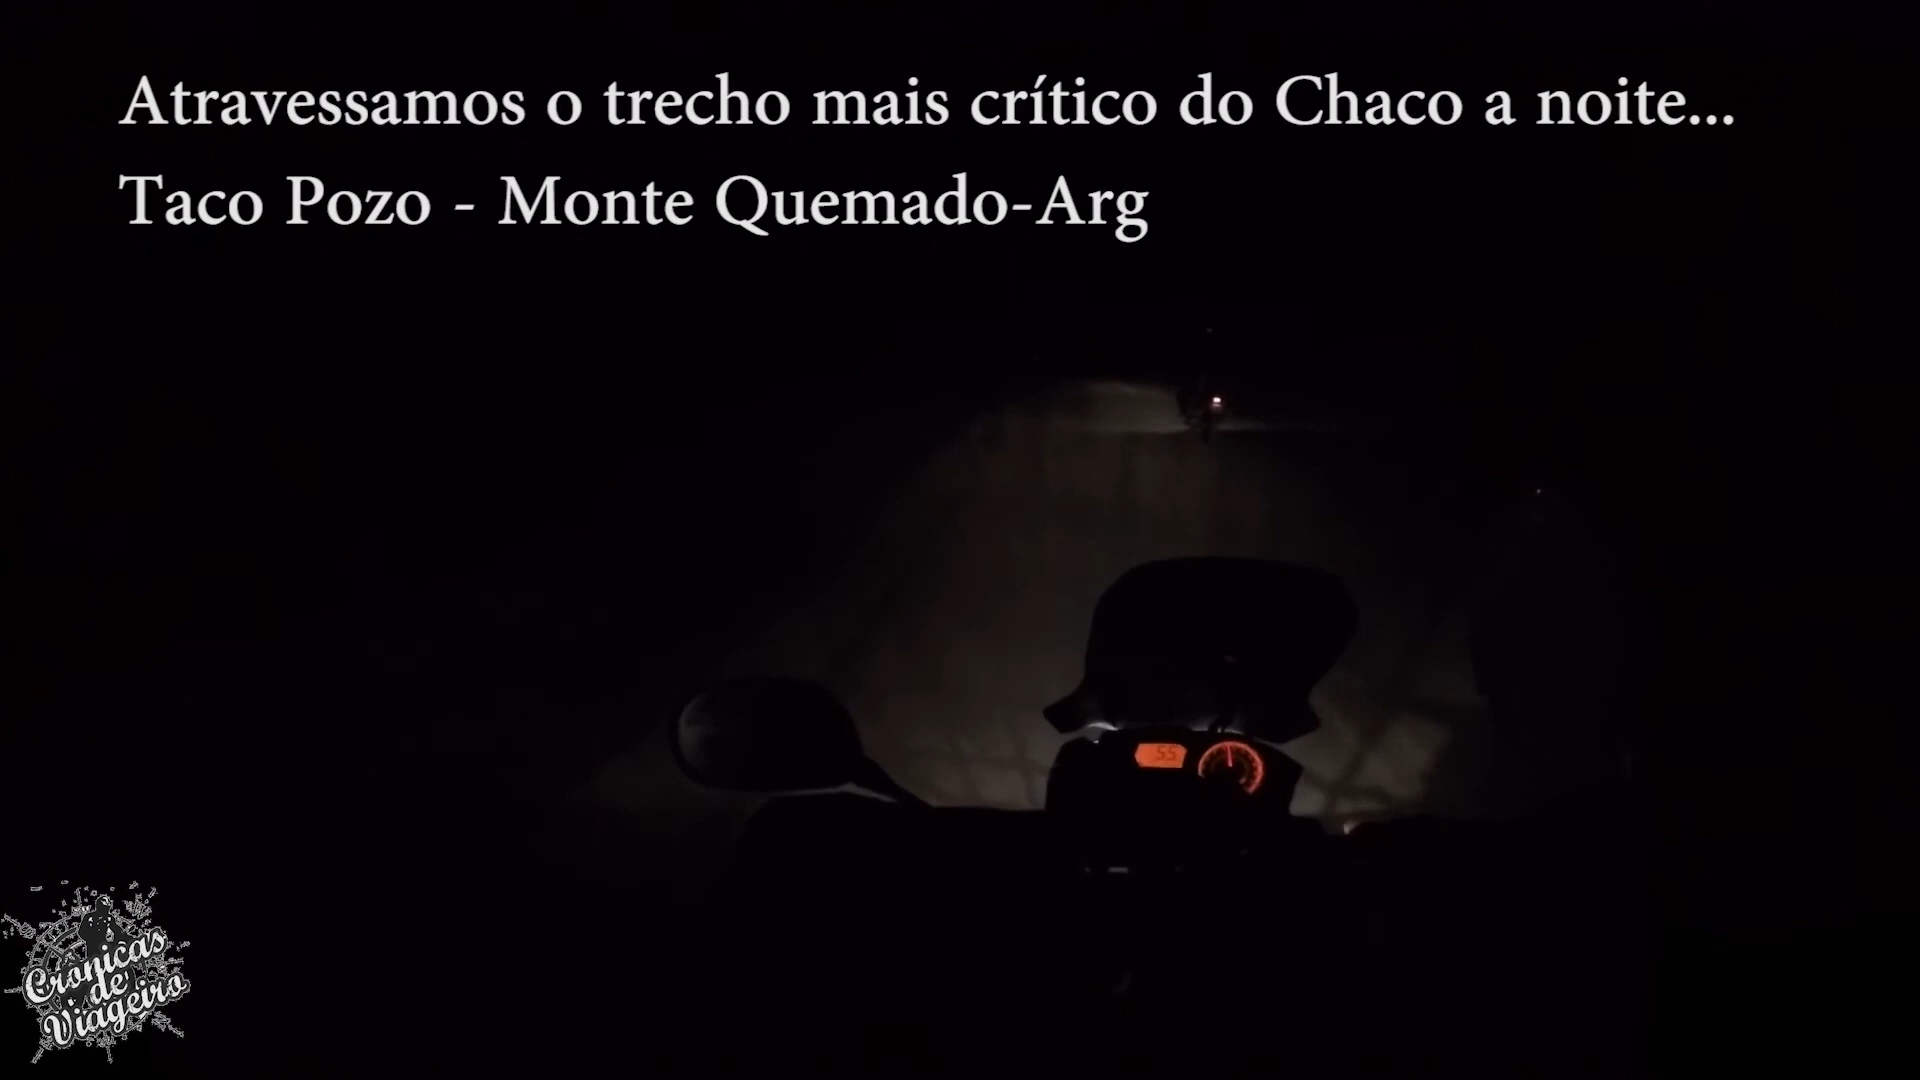 Atravessamos o trecho mais crítico do Chaco a noite...
Taco Pozo - Monte Quemado-Arg
55
Crônicas
de
Viageiro